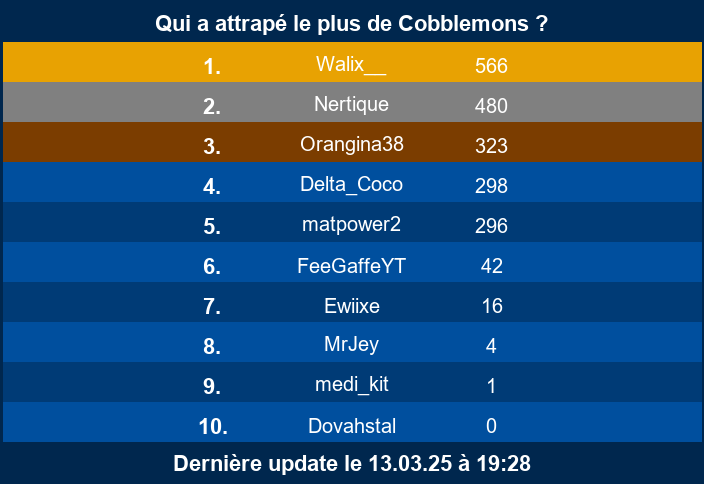 Qui a attrapé le plus de Cobblemons ?
1. Walix__ 566
2. Nertique 480
3. Orangina38 323
4. Delta_Coco 298
5. matpower2 296
6. FeeGaffeYT 42
7. Ewiixe 16
8. MrJey 4
9. medi_kit 1
10. Dovahstal 0
Dernière update le 13.03.25 à 19:28